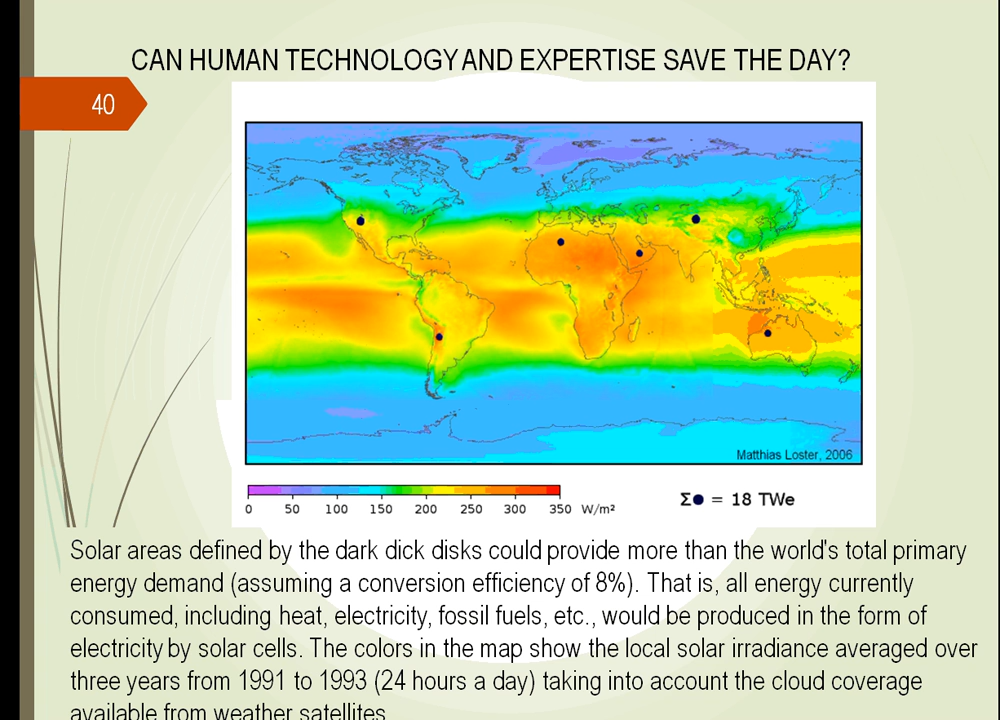 CAN HUMAN TECHNOLOGY AND EXPERTISE SAVE THE DAY?
40
Matthias Loster, 2006
0 50 100 150 200 250 300 350 W/m²
Σ● = 18 TWe
Solar areas defined by the dark dick disks could provide more than the world's total primary
energy demand (assuming a conversion efficiency of 8%). That is, all energy currently
consumed, including heat, electricity, fossil fuels, etc., would be produced in the form of
electricity by solar cells. The colors in the map show the local solar irradiance averaged over
three years from 1991 to 1993 (24 hours a day) taking into account the cloud coverage
available from weather satellites